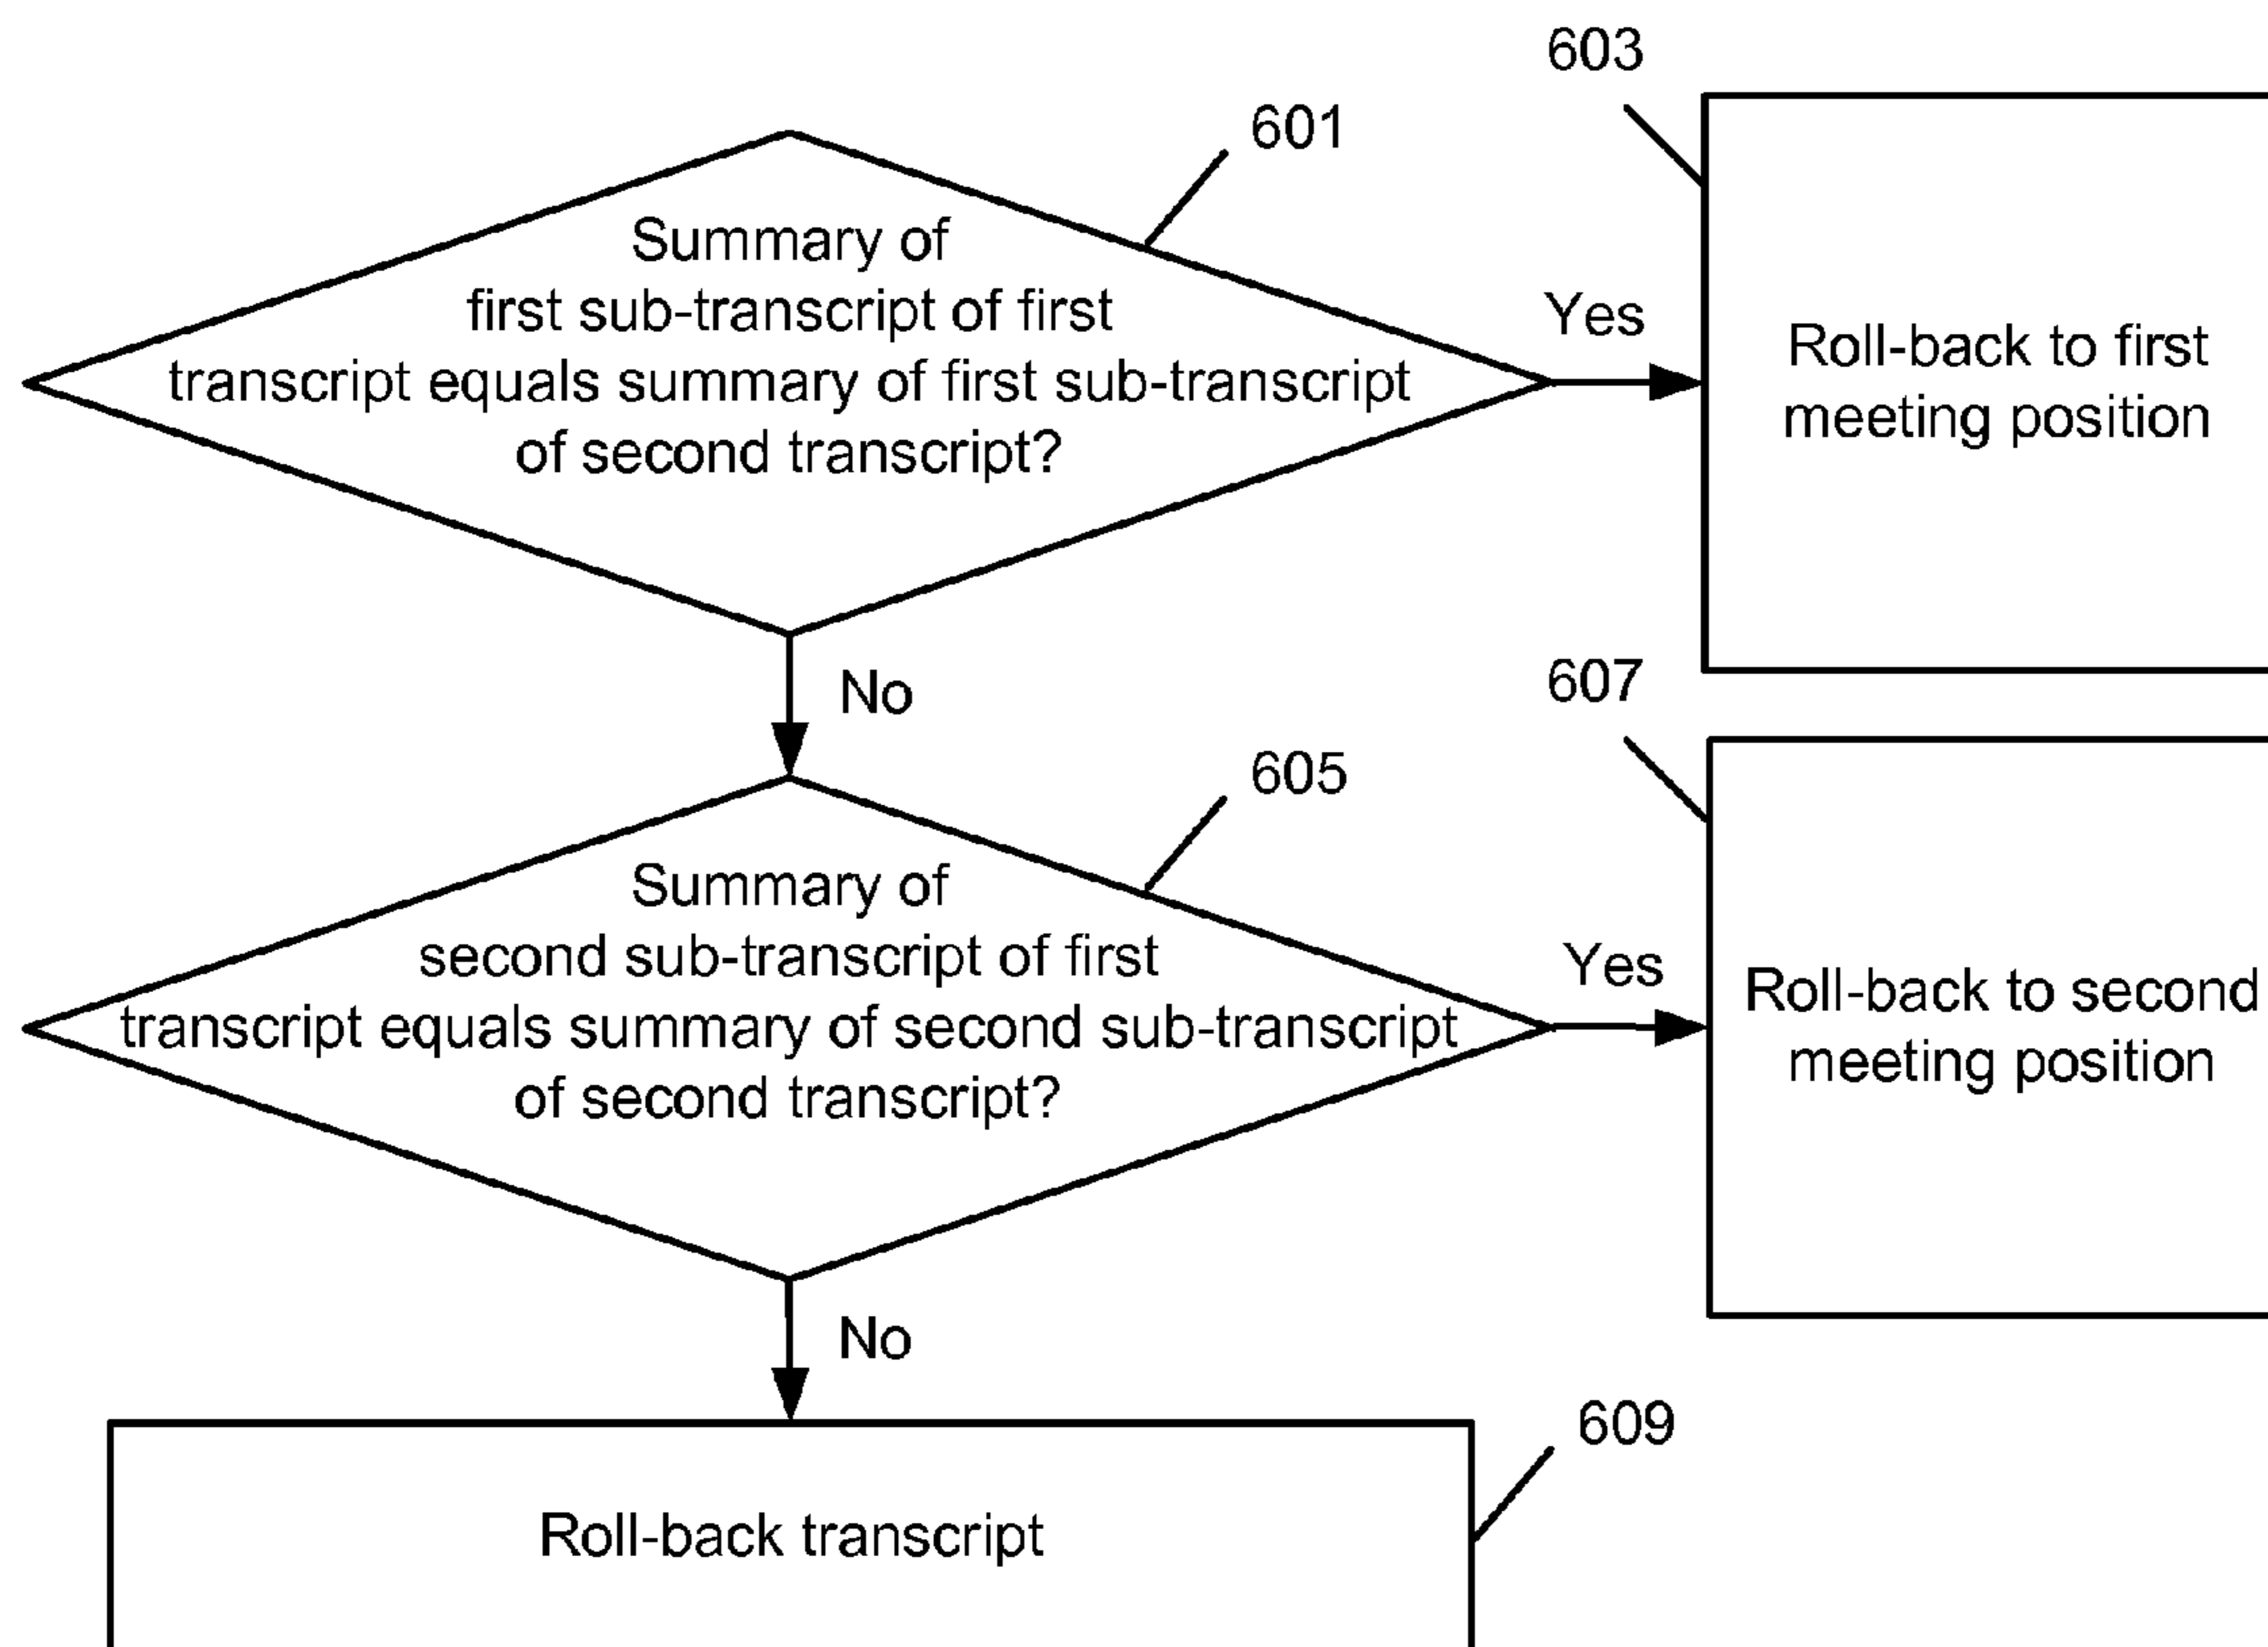 603
601
Summary of
first sub-transcript of first
transcript equals summary of first sub-transcript
of second transcript?
Yes
Roll-back to first
meeting position
No
607
605
Summary of
second sub-transcript of first
transcript equals summary of second sub-transcript
of second transcript?
Yes
Roll-back to second
meeting position
No
609
Roll-back transcript